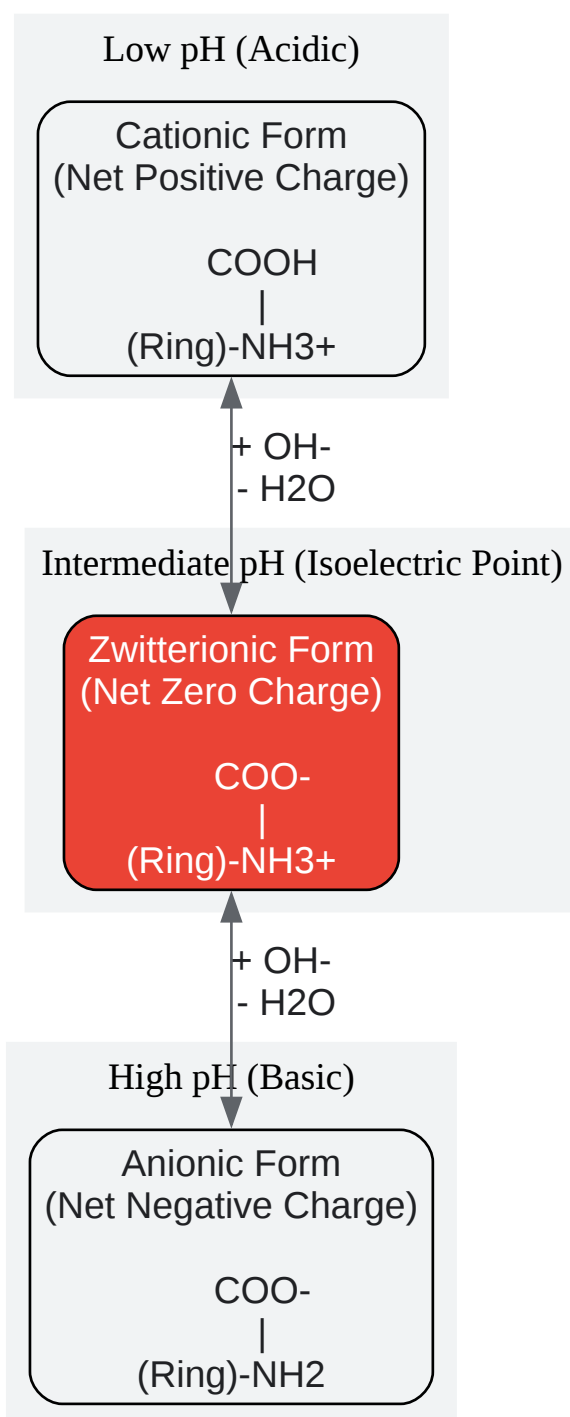 Low pH (Acidic)
Cationic Form
(Net Positive Charge)
COOH
|
(Ring)-NH3+
+ OH-
- H2O
Intermediate pH (Isoelectric Point)
Zwitterionic Form
(Net Zero Charge)
COO-
|
(Ring)-NH3+
+ OH-
- H2O
High pH (Basic)
Anionic Form
(Net Negative Charge)
COO-
|
(Ring)-NH2